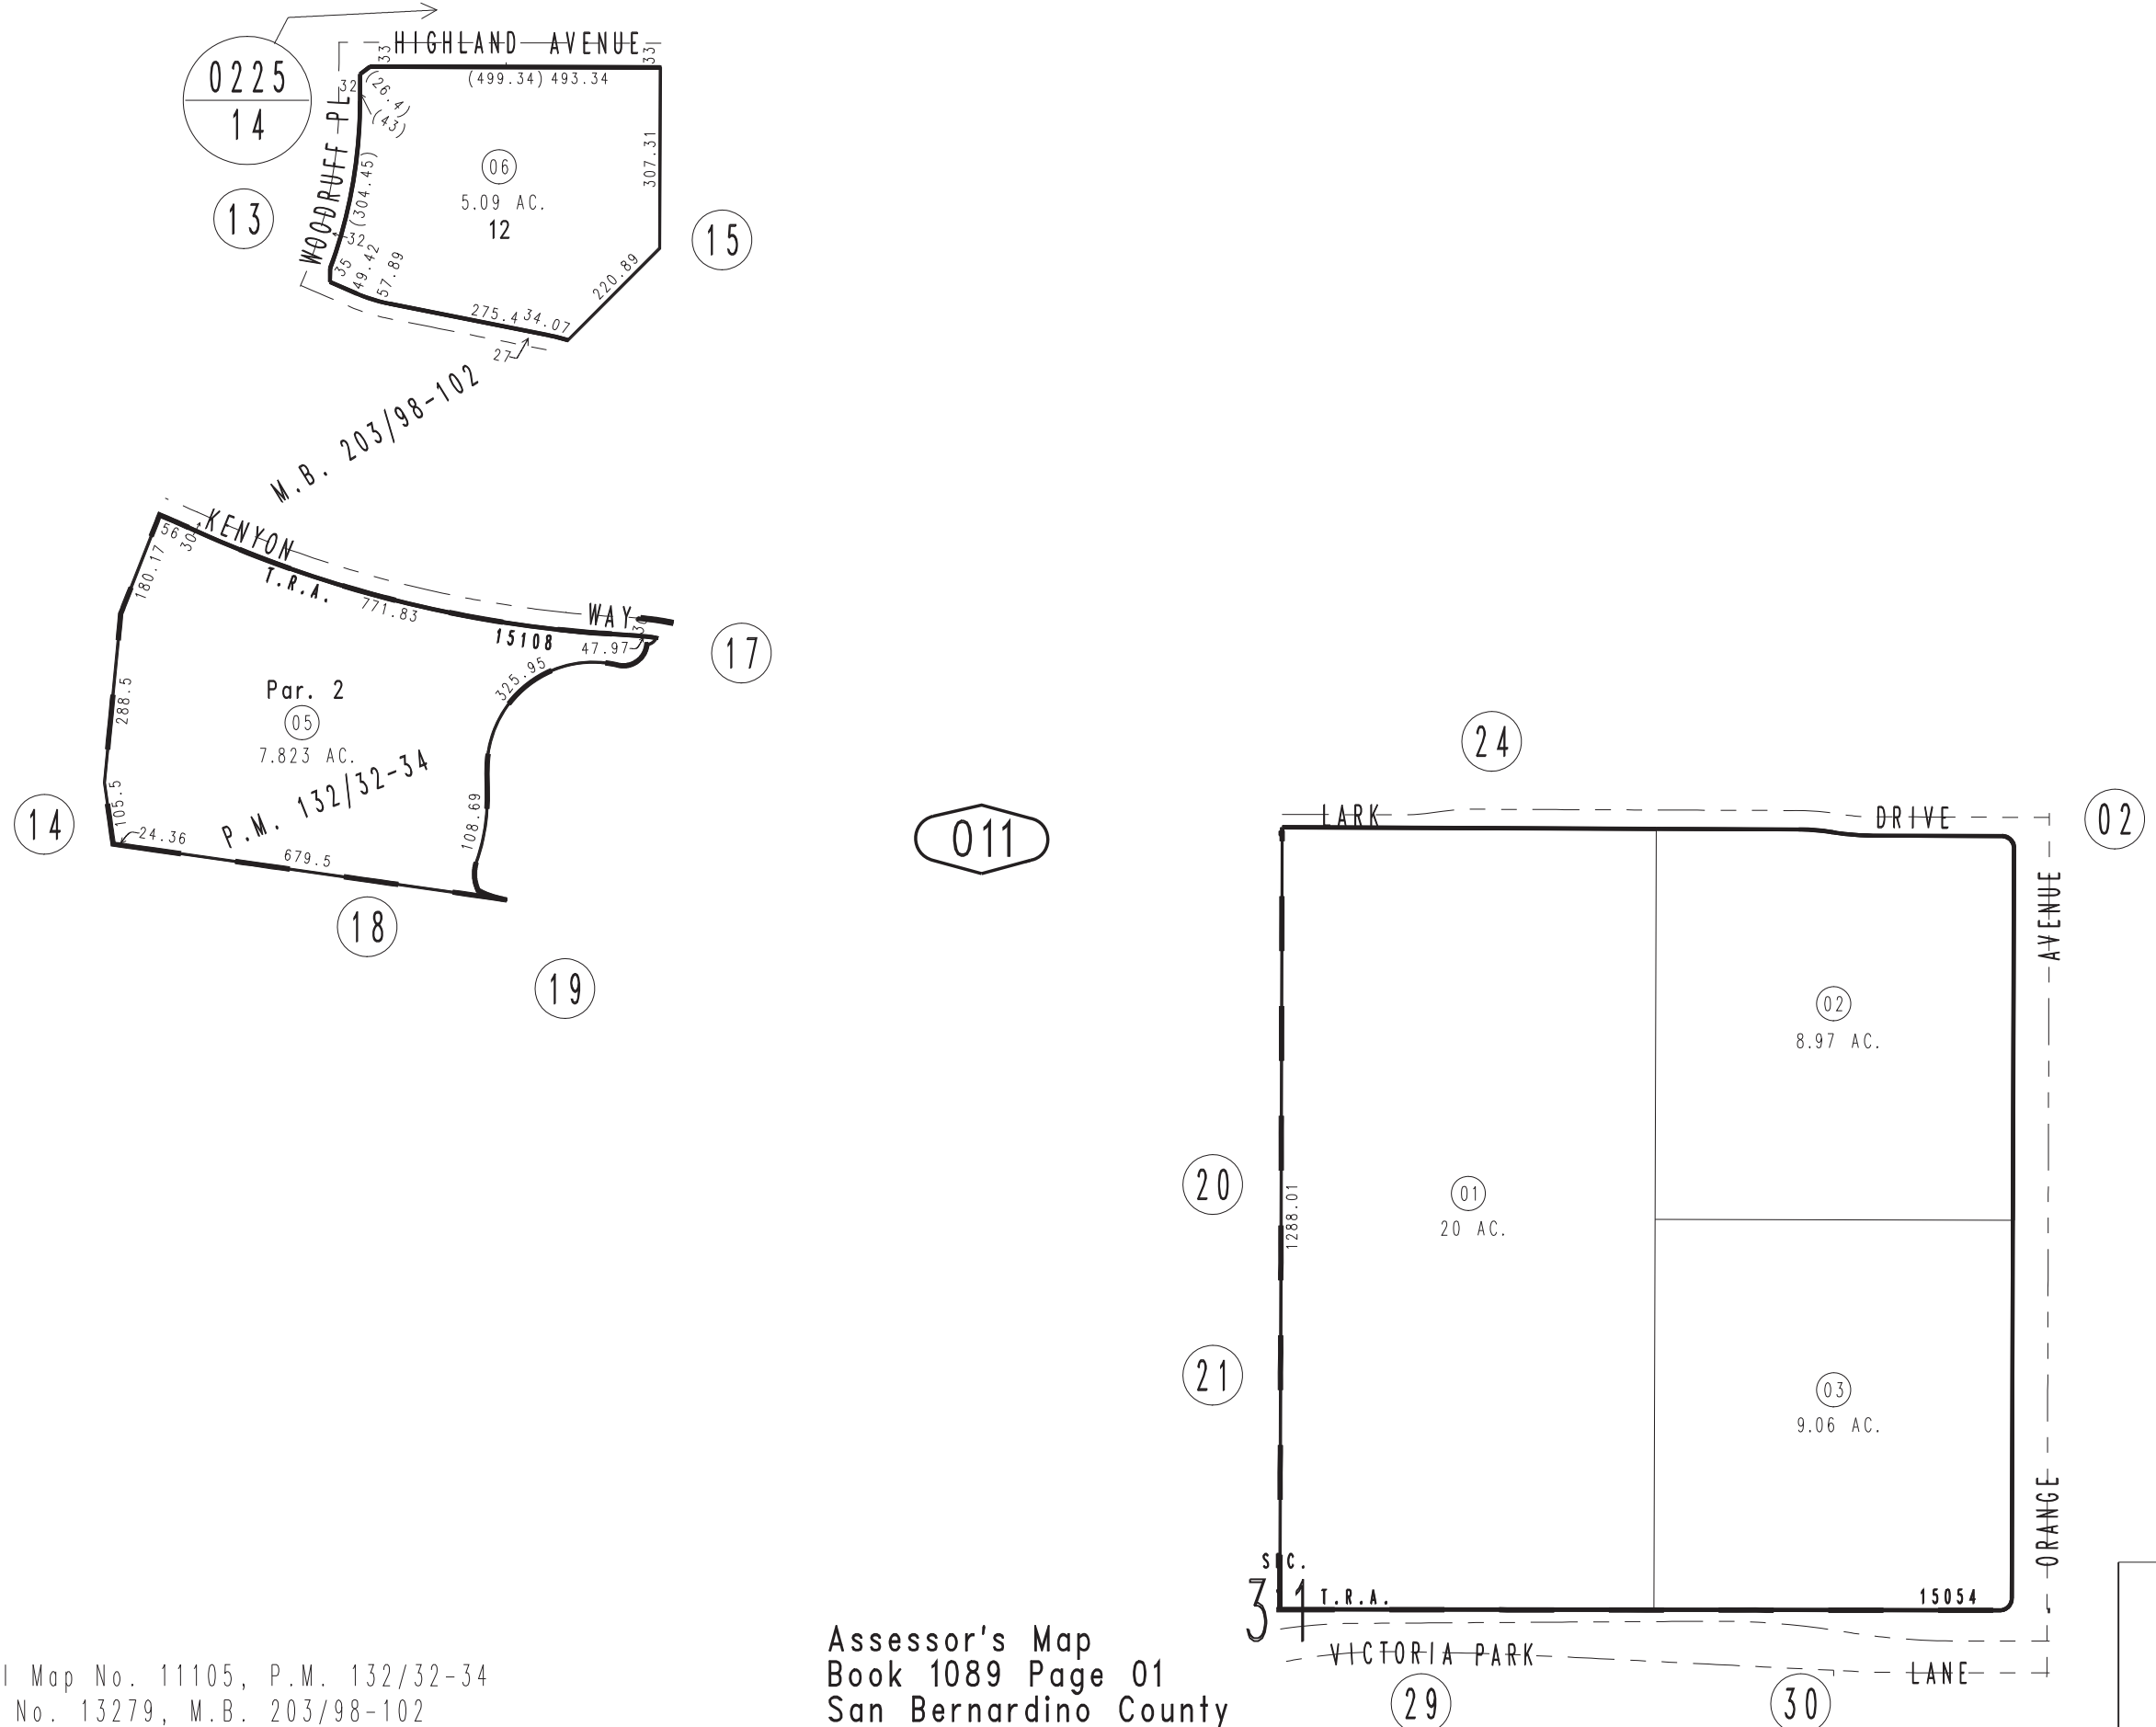 HIGHLAND AVENUE
0225
14
33
33
(499.34) 493.34
32
(26.4)
(43)
WOODRUFF PL
(304.45)
307.31
06
5.09 AC.
12
13
15
32
35
49.42
57.89
220.89
275.4
34.07
27
M.B. 203/98-102
KENYON
WAY
56
30
30
180.17
T.R.A.
771.83
15108
47.97
17
325.95
288.5
Par. 2
05
7.823 AC.
P.M. 132/32-34
105.5
108.69
14
24.36
679.5
18
19
011
24
LARK
DRIVE
02
AVENUE
02
8.97 AC.
20
1288.01
01
20 AC.
21
03
9.06 AC.
ORANGE
31
T.R.A.
15054
VICTORIA PARK
LANE
29
30
Map No. 11105, P.M. 132/32-34
No. 13279, M.B. 203/98-102
Assessor's Map
Book 1089 Page 01
San Bernardino County